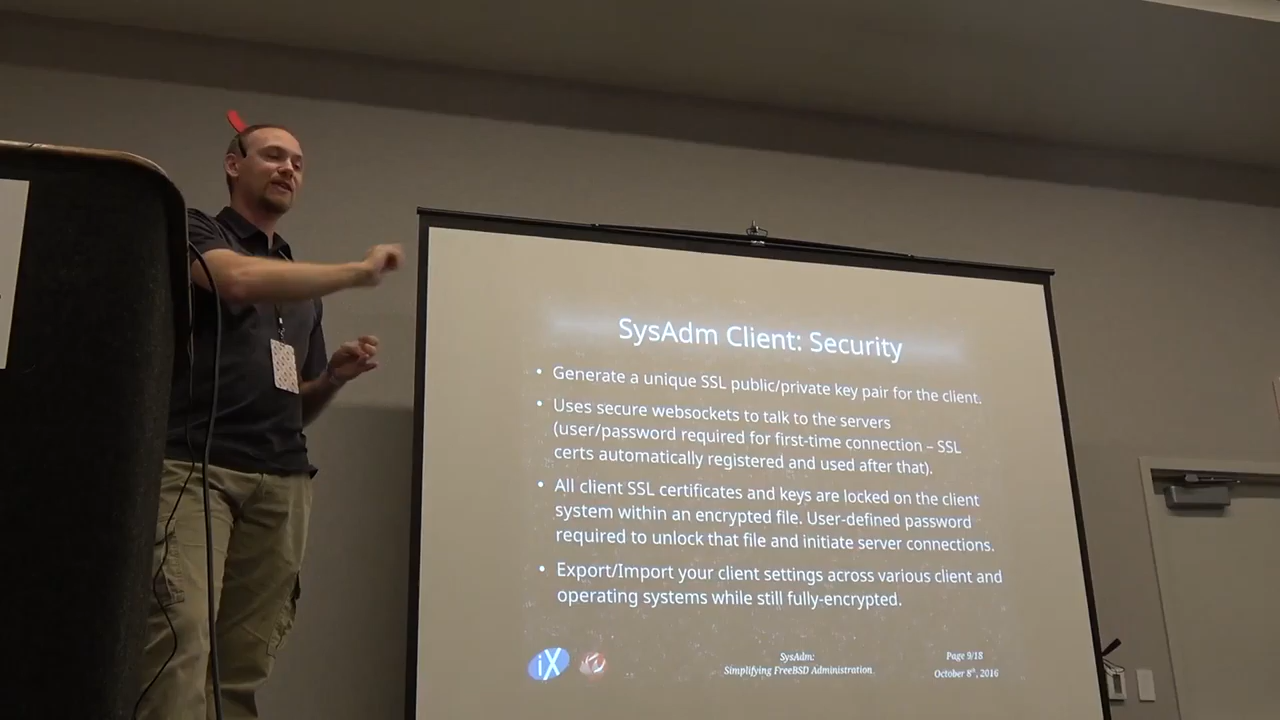 SysAdm Client: Security
• Generate a unique SSL public/private key pair for the client.
• Uses secure websockets to talk to the servers
(user/password required for first-time connection – SSL
certs automatically registered and used after that).
• All client SSL certificates and keys are locked on the client
system within an encrypted file. User-defined password
required to unlock that file and initiate server connections.
• Export/Import your client settings across various client and
operating systems while still fully-encrypted.
iX
SysAdm:
Simplifying FreeBSD Administration
Page 9/18
October 8th, 2016